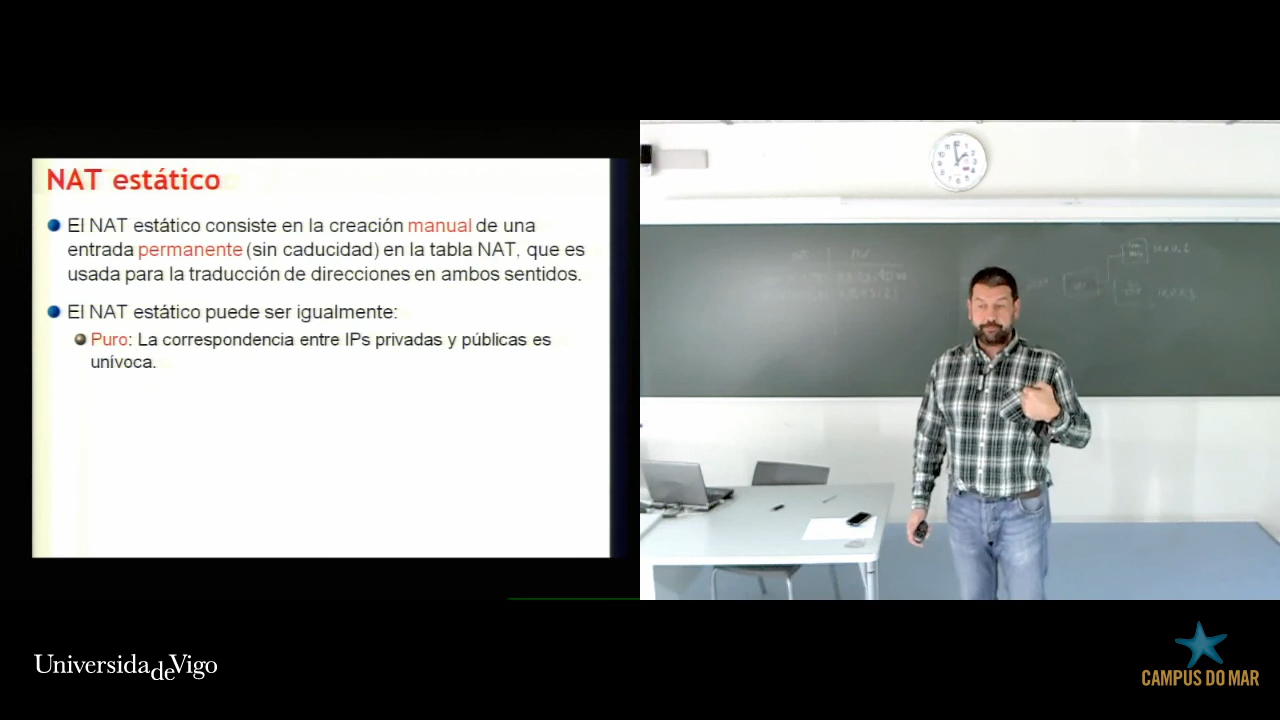 NAT estático
El NAT estático consiste en la creación manual de una
entrada permanente (sin caducidad) en la tabla NAT, que es
usada para la traducción de direcciones en ambos sentidos.
El NAT estático puede ser igualmente:
Puro: La correspondencia entre IPs privadas y públicas es
unívoca.
UniversidadeVigo
CAMPUS DO MAR